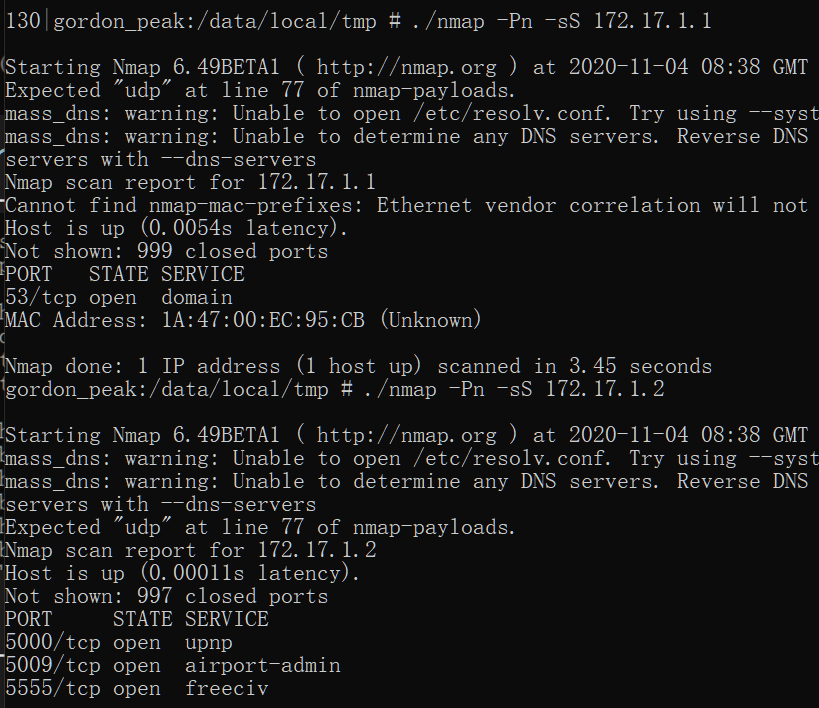 130|gordon_peak:/data/local/tmp # ./nmap -Pn -sS 172.17.1.1
Starting Nmap 6.49BETA1 ( http://nmap.org ) at 2020-11-04 08:38 GMT
Expected "udp" at line 77 of nmap-payloads.
mass_dns: warning: Unable to open /etc/resolv.conf. Try using --syst
mass_dns: warning: Unable to determine any DNS servers. Reverse DNS
servers with --dns-servers
Nmap scan report for 172.17.1.1
Cannot find nmap-mac-prefixes: Ethernet vendor correlation will not
Host is up (0.0054s latency).
Not shown: 999 closed ports
PORT   STATE SERVICE
53/tcp open  domain
MAC Address: 1A:47:00:EC:95:CB (Unknown)
Nmap done: 1 IP address (1 host up) scanned in 3.45 seconds
gordon_peak:/data/local/tmp # ./nmap -Pn -sS 172.17.1.2
Starting Nmap 6.49BETA1 ( http://nmap.org ) at 2020-11-04 08:38 GMT
mass_dns: warning: Unable to open /etc/resolv.conf. Try using --syst
mass_dns: warning: Unable to determine any DNS servers. Reverse DNS
servers with --dns-servers
Expected "udp" at line 77 of nmap-payloads.
Nmap scan report for 172.17.1.2
Host is up (0.00011s latency).
Not shown: 997 closed ports
PORT     STATE SERVICE
5000/tcp open  upnp
5009/tcp open  airport-admin
5555/tcp open  freeciv